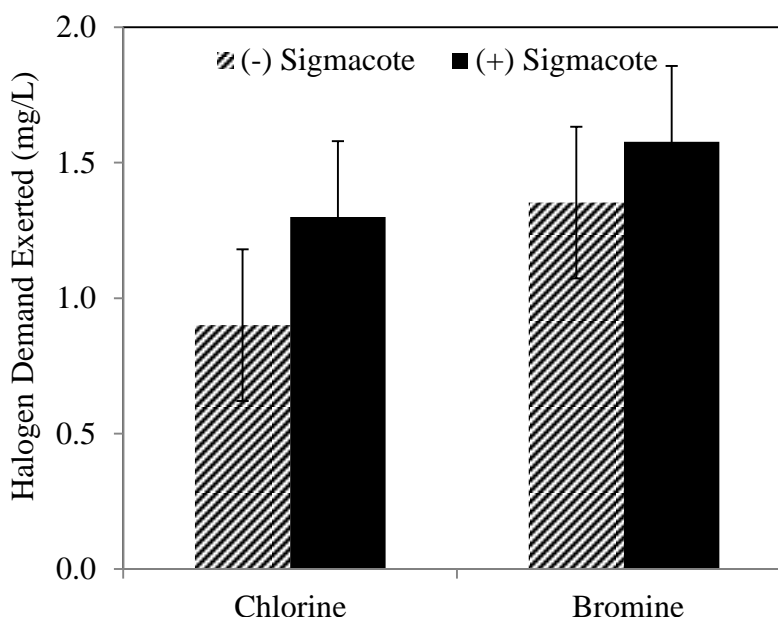 Halogen Demand Exerted (mg/L)
2.0
1.5
1.0
0.5
0.0
(-) Sigmacote (+) Sigmacote
Chlorine Bromine